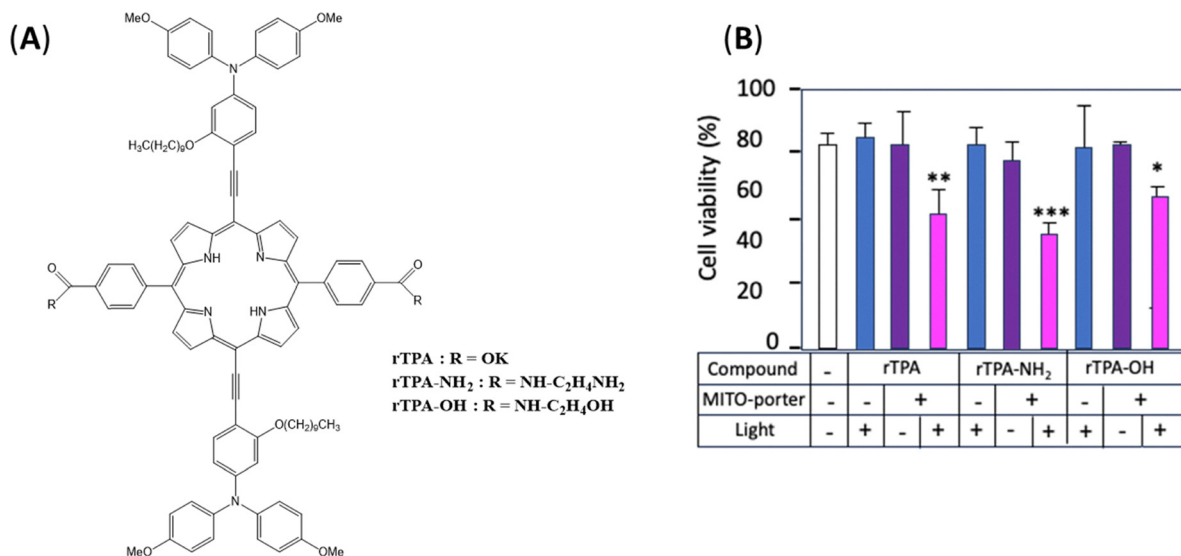 (A)
MeO
OMe
N
H₃C(H₂C)₉O
NH
N
O
R
O
R
N
HN
rTPA : R = OK
rTPA-NH₂ : R = NH-C₂H₄NH₂
rTPA-OH : R = NH-C₂H₄OH
O(CH₂)₉CH₃
N
MeO
OMe
(B)
Cell viability (%)
100
80
60
40
20
0
**
***
*
Compound - rTPA rTPA-NH₂ rTPA-OH
MITO-porter - - + - + - +
Light - + - + + - + + - +